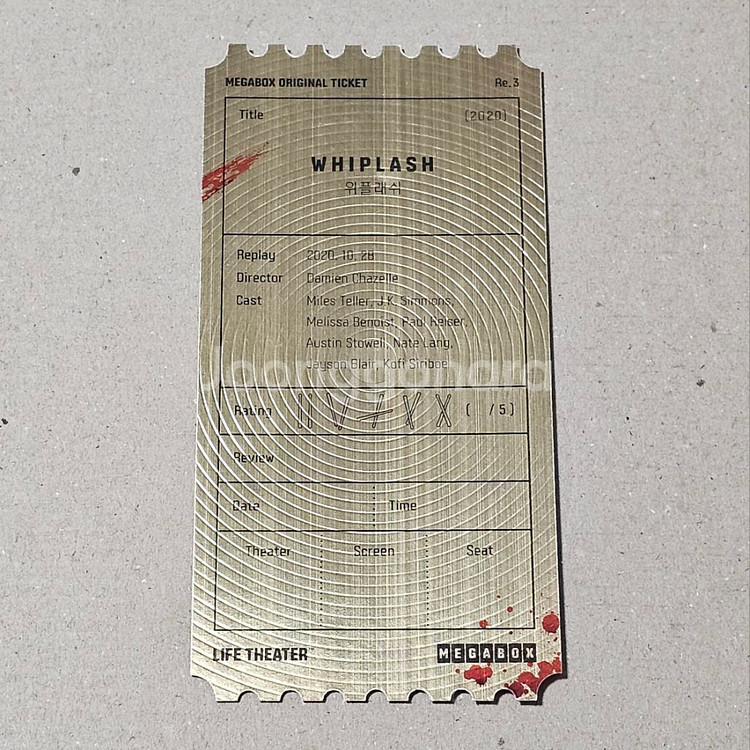 MEGABOX ORIGINAL TICKET Re.3
Title (2020)
WHIPLASH
위플래쉬
Replay 2020. 10. 28
Director Damien Chazelle
Cast Miles Teller, J.K. Simmons,
Melissa Benoist, Paul Reiser,
Austin Stowell, Nate Lang,
Jayson Blair, Kofi Siriboe
joonggonara
Rating ( /5)
Review
Date Time
Theater Screen Seat
LIFE THEATER MEGABOX